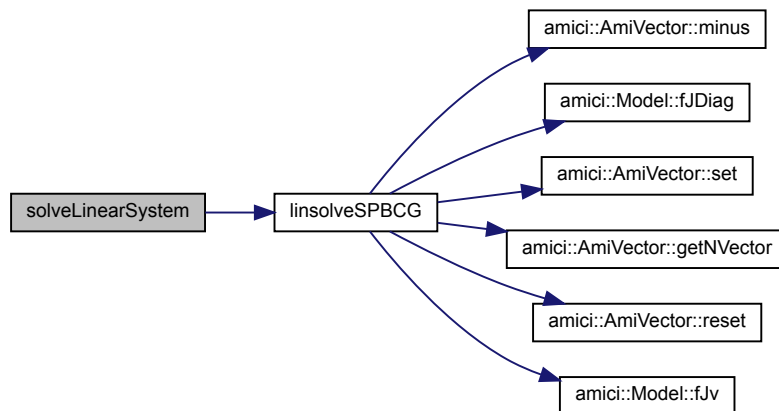 solveLinearSystem
linsolveSPBCG
amici::AmiVector::minus
amici::Model::fJDiag
amici::AmiVector::set
amici::AmiVector::getNVector
amici::AmiVector::reset
amici::Model::fJv